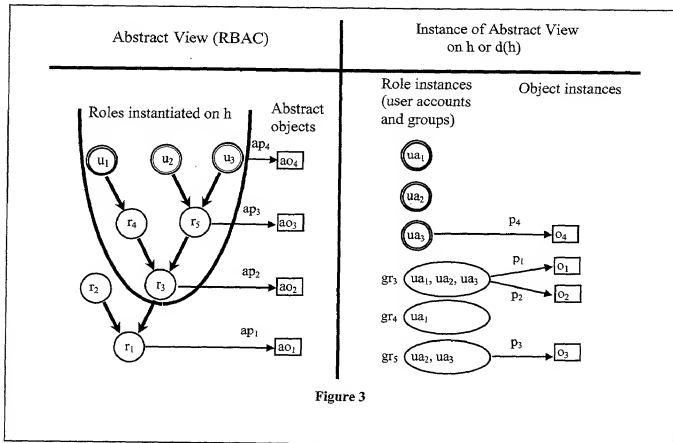 Abstract View (RBAC)
Instance of Abstract View
on h or d(h)
Roles instantiated on h
Abstract
objects
Role instances
(user accounts
and groups)
Object instances
u₁
u₂
u₃
ap₄
ao₄
r₄
r₅
ap₃
ao₃
r₂
r₃
ap₂
ao₂
r₁
ap₁
ao₁
ua₁
ua₂
ua₃
p₄
o₄
gr₃
ua₁, ua₂, ua₃
p₁
o₁
p₂
o₂
gr₄
ua₁
gr₅
ua₂, ua₃
p₃
o₃
Figure 3